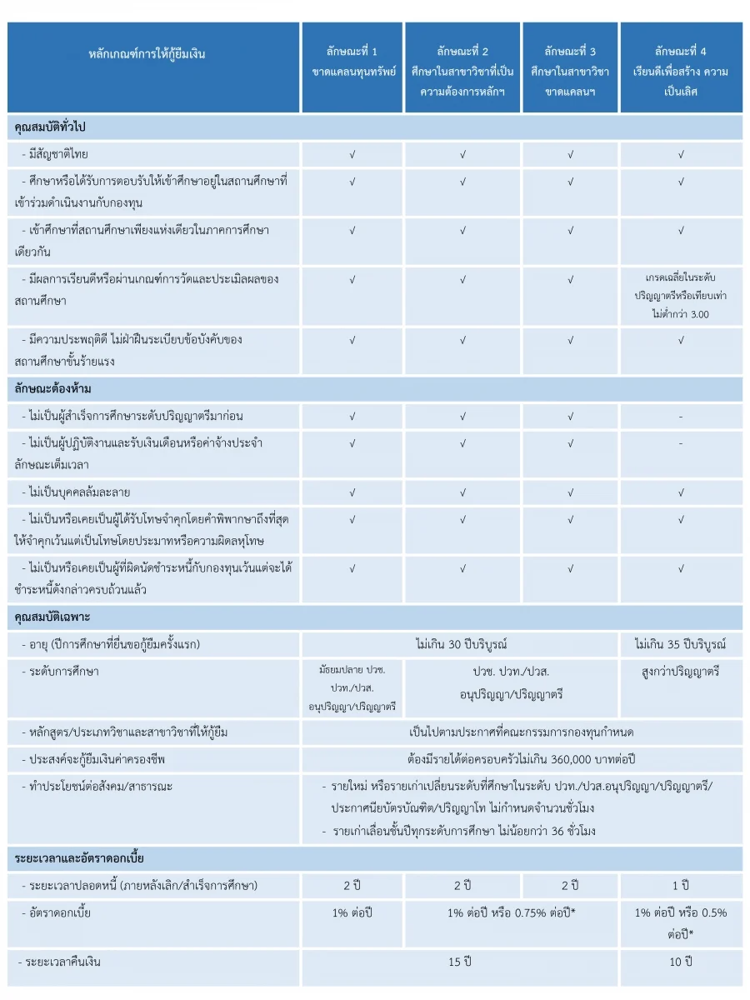 หลักเกณฑ์การให้กู้ยืมเงิน
ลักษณะที่ 1
ขาดแคลนทุนทรัพย์
ลักษณะที่ 2
ศึกษาในสาขาวิชาที่เป็น
ความต้องการหลักฯ
ลักษณะที่ 3
ศึกษาในสาขาวิชา
ขาดแคลนฯ
ลักษณะที่ 4
เรียนดีเพื่อสร้าง ความ
เป็นเลิศ
คุณสมบัติทั่วไป
- มีสัญชาติไทย √ √ √ √
- ศึกษาหรือได้รับการตอบรับให้เข้าศึกษาอยู่ในสถานศึกษาที่ √ √ √ √
เข้าร่วมดำเนินงานกับกองทุน
- เข้าศึกษาที่สถานศึกษาเพียงแห่งเดียวในภาคการศึกษา √ √ √ √
เดียวกัน
- มีผลการเรียนดีหรือผ่านเกณฑ์การวัดและประเมิลผลของ √ √ √
สถานศึกษา
เกรดเฉลี่ยในระดับ
ปริญญาตรีหรือเทียบเท่า
ไม่ต่ำกว่า 3.00
- มีความประพฤติดี ไม่ฝ่าฝืนระเบียบข้อบังคับของ √ √ √ √
สถานศึกษาขั้นร้ายแรง
ลักษณะต้องห้าม
- ไม่เป็นผู้สำเร็จการศึกษาระดับปริญญาตรีมาก่อน √ √ √ -
- ไม่เป็นผู้ปฏิบัติงานและรับเงินเดือนหรือค่าจ้างประจำ √ √ √ -
ลักษณะเต็มเวลา
- ไม่เป็นบุคคลล้มละลาย √ √ √ √
- ไม่เป็นหรือเคยเป็นผู้ได้รับโทษจำคุกโดยคำพิพากษาถึงที่สุด √ √ √ √
ให้จำคุกเว้นแต่เป็นโทษโดยประมาทหรือความผิดลหุโทษ
- ไม่เป็นหรือเคยเป็นผู้ที่ผิดนัดชำระหนี้กับกองทุนเว้นแต่จะได้ √ √ √ √
ชำระหนี้ดังกล่าวครบถ้วนแล้ว
คุณสมบัติเฉพาะ
- อายุ (ปีการศึกษาที่ยื่นขอกู้ยืมครั้งแรก) ไม่เกิน 30 ปีบริบูรณ์ ไม่เกิน 35 ปีบริบูรณ์
- ระดับการศึกษา
มัธยมปลาย ปวช.
ปวท./ปวส.
อนุปริญญา/ปริญญาตรี
ปวช. ปวท./ปวส.
อนุปริญญา/ปริญญาตรี
สูงกว่าปริญญาตรี
- หลักสูตร/ประเภทวิชาและสาขาวิชาที่ให้กู้ยืม เป็นไปตามประกาศที่คณะกรรมการกองทุนกำหนด
- ประสงค์จะกู้ยืมเงินค่าครองชีพ ต้องมีรายได้ต่อครอบครัวไม่เกิน 360,000 บาทต่อปี
- ทำประโยชน์ต่อสังคม/สาธารณะ
- รายใหม่ หรือรายเก่าเปลี่ยนระดับที่ศึกษาในระดับ ปวท./ปวส.อนุปริญญา/ปริญญาตรี/
ประกาศนียบัตรบัณฑิต/ปริญญาโท ไม่กำหนดจำนวนชั่วโมง
- รายเก่าเลื่อนชั้นปีทุกระดับการศึกษา ไม่น้อยกว่า 36 ชั่วโมง
ระยะเวลาและอัตราดอกเบี้ย
- ระยะเวลาปลอดหนี้ (ภายหลังเลิก/สำเร็จการศึกษา) 2 ปี 2 ปี 2 ปี 1 ปี
- อัตราดอกเบี้ย 1% ต่อปี 1% ต่อปี หรือ 0.75% ต่อปี*
1% ต่อปี หรือ 0.5%
ต่อปี*
- ระยะเวลาคืนเงิน 15 ปี 10 ปี